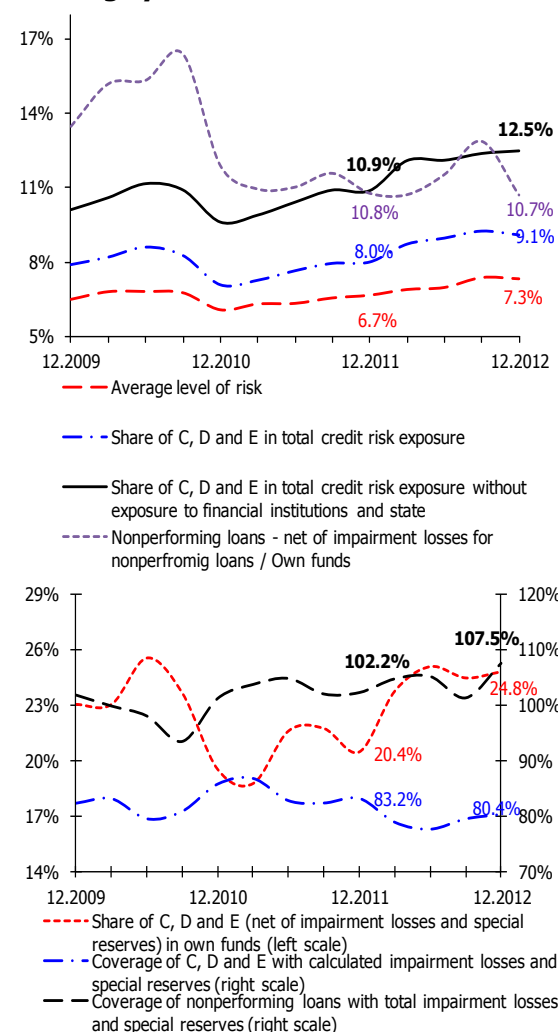 17%
14%
11%
8%
5%
12.5%
10.9%
10.8%
10.7%
8.0%
9.1%
7.3%
6.7%
12.2009 12.2010 12.2011 12.2012
Average level of risk
Share of C, D and E in total credit risk exposure
Share of C, D and E in total credit risk exposure without
exposure to financial institutions and state
Nonperforming loans - net of impairment losses for
nonperfromig loans / Own funds
29% 120%
26% 110%
23% 100%
20% 90%
17% 80%
14% 70%
107.5%
102.2%
24.8%
20.4%
83.2%
80.4%
12.2009 12.2010 12.2011 12.2012
Share of C, D and E (net of impairment losses and special
reserves) in own funds (left scale)
Coverage of C, D and E with calculated impairment losses and
special reserves (right scale)
Coverage of nonperforming loans with total impairment losses
and special reserves (right scale)